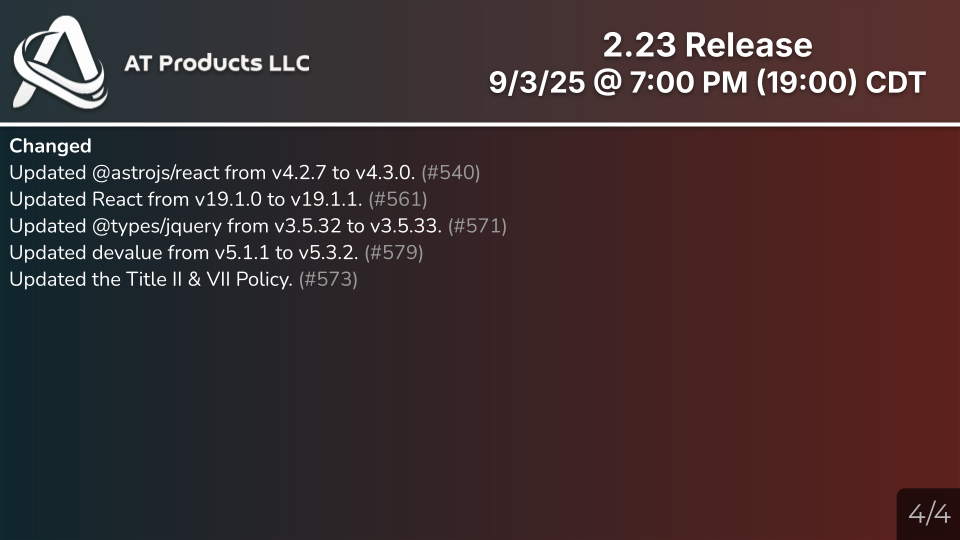 AT Products LLC
2.23 Release
9/3/25 @ 7:00 PM (19:00) CDT
Changed
Updated @astrojs/react from v4.2.7 to v4.3.0. (#540)
Updated React from v19.1.0 to v19.1.1. (#561)
Updated @types/jquery from v3.5.32 to v3.5.33. (#571)
Updated devalue from v5.1.1 to v5.3.2. (#579)
Updated the Title II & VII Policy. (#573)
4/4